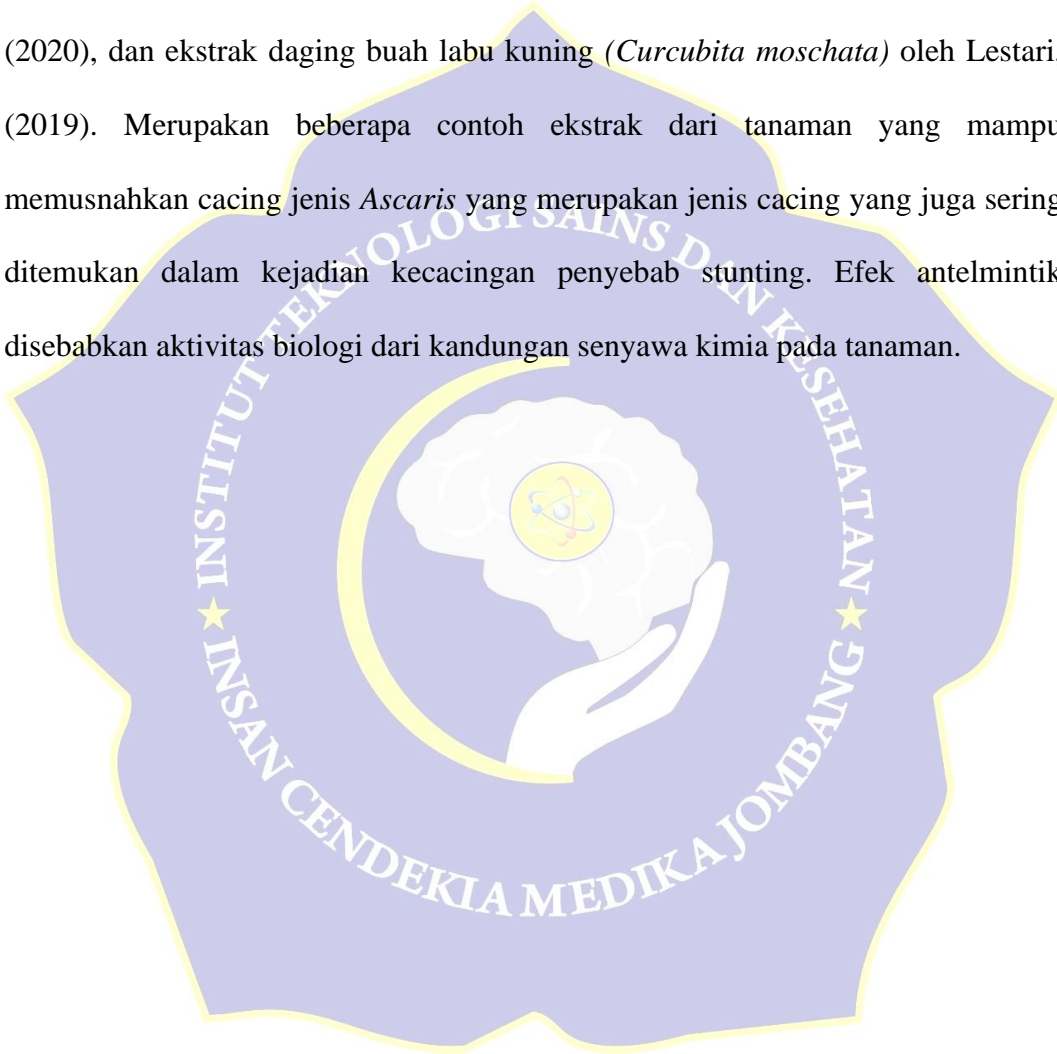 (2020), dan ekstrak daging buah labu kuning (Curcubita moschata) oleh Lestari.
(2019). Merupakan beberapa contoh ekstrak dari tanaman yang mampu
memusnahkan cacing jenis Ascaris yang merupakan jenis cacing yang juga sering
ditemukan dalam kejadian kecacingan penyebab stunting. Efek antelmintik
disebabkan aktivitas biologi dari kandungan senyawa kimia pada tanaman.
INSTITUT TEKNOLOGI SAINS DAN KESEHATAN
INSAN CENDEKIA MEDIKA JOMBANG